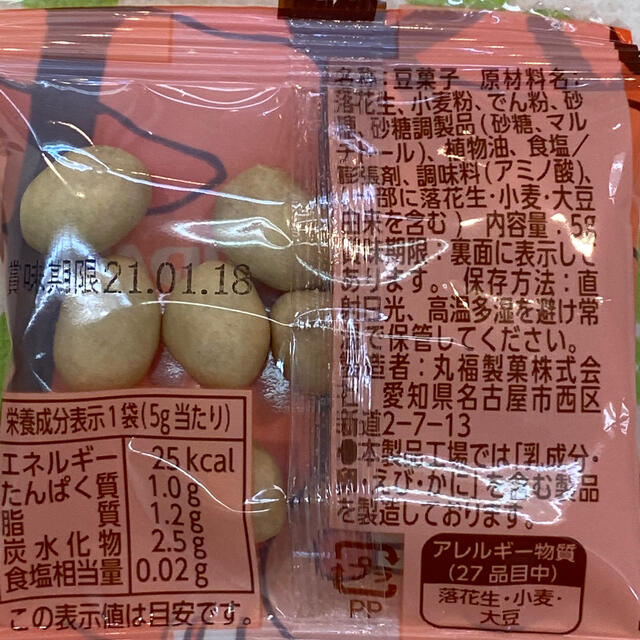 名称:豆菓子 原材料名:
落花生、小麦粉、でん粉、砂
糖、砂糖調製品(砂糖、マル
チトール)、植物油、食塩/
膨張剤、調味料(アミノ酸)、
(一部に落花生・小麦・大豆
由来を含む) 内容量:5g
賞味期限:裏面に表示して
あります。 保存方法:直
射日光、高温多湿を避け常
温で保管してください。
製造者:丸福製菓株式会
社 愛知県名古屋市西区
新道2-7-13
●本製品工場では「乳成分・
卵・えび・かに」を含む製品
を製造しております。
賞味期限21.01.18
栄養成分表示1袋(5g当たり)
エネルギー 25kcal
たんぱく質 1.0g
脂質 1.2g
炭水化物 2.5g
食塩相当量 0.02g
この表示値は目安です。
プラ
PP
アレルギー物質
(27品目中)
落花生・小麦・
大豆